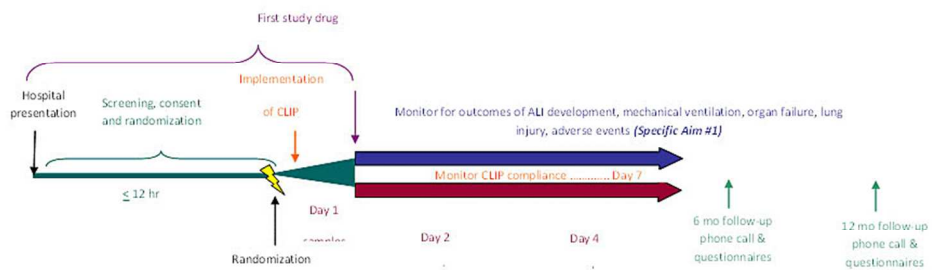 First study drug
Hospital
presentation
Screening, consent
and randomization
Implementation
of CLIP
Monitor for outcomes of ALI development, mechanical ventilation, organ failure, lung
injury, adverse events (Specific Aim #1)
Monitor CLIP compliance ............. Day 7
≤ 12 hr
Day 1
samples
Day 2
Day 4
Randomization
6 mo follow-up
phone call &
questionnaires
12 mo follow-up
phone call &
questionnaires